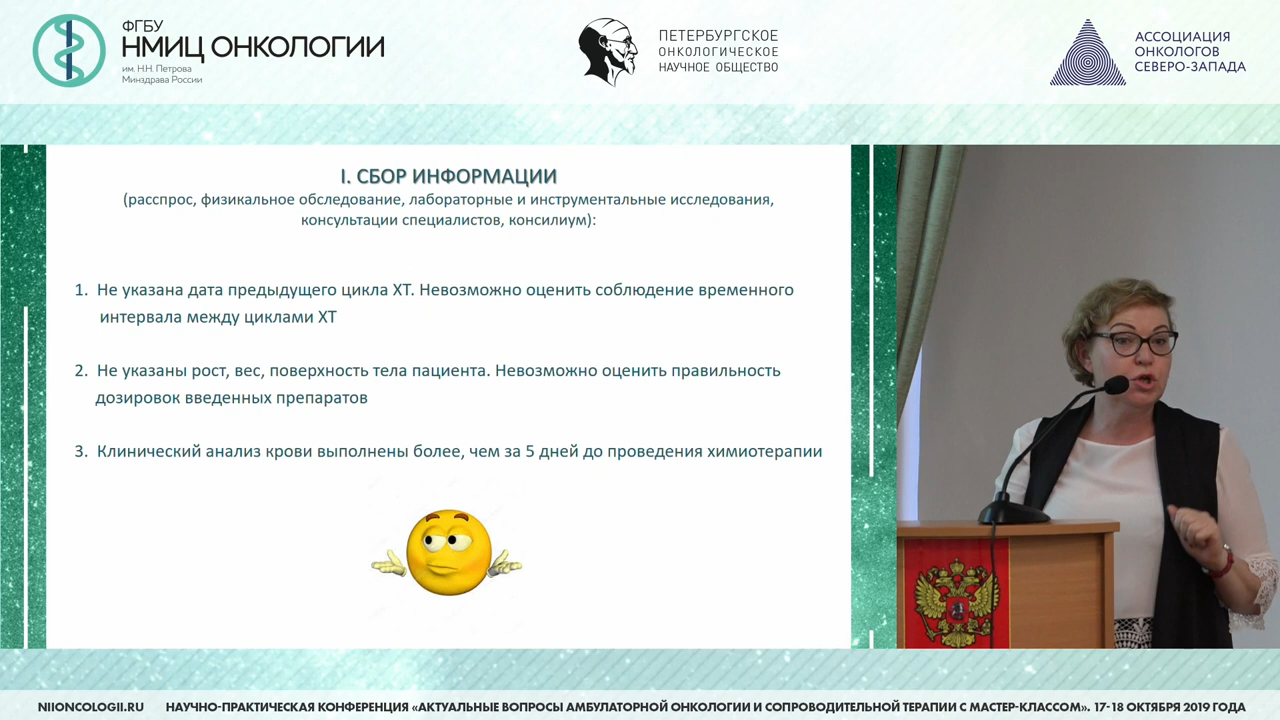 ФГБУ
НМИЦ ОНКОЛОГИИ
им. Н.Н. Петрова
Минздрава России
ПЕТЕРБУРГСКОЕ
ОНКОЛОГИЧЕСКОЕ
НАУЧНОЕ ОБЩЕСТВО
АССОЦИАЦИЯ
ОНКОЛОГОВ
СЕВЕРО-ЗАПАДА
I. СБОР ИНФОРМАЦИИ
(расспрос, физикальное обследование, лабораторные и инструментальные исследования,
консультации специалистов, консилиум):
1. Не указана дата предыдущего цикла ХТ. Невозможно оценить соблюдение временного
интервала между циклами ХТ
2. Не указаны рост, вес, поверхность тела пациента. Невозможно оценить правильность
дозировок введенных препаратов
3. Клинический анализ крови выполнены более, чем за 5 дней до проведения химиотерапии
NIIONCOLOGII.RU НАУЧНО-ПРАКТИЧЕСКАЯ КОНФЕРЕНЦИЯ «АКТУАЛЬНЫЕ ВОПРОСЫ АМБУЛАТОРНОЙ ОНКОЛОГИИ И СОПРОВОДИТЕЛЬНОЙ ТЕРАПИИ С МАСТЕР-КЛАССОМ». 17-18 ОКТЯБРЯ 2019 ГОДА